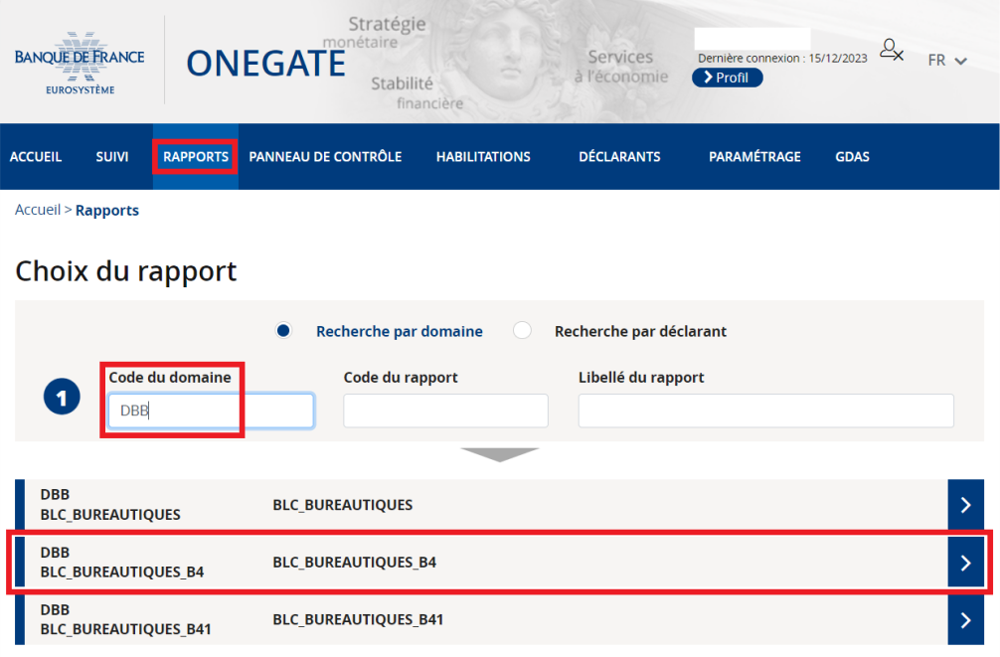 Stratégie
monétaire
BANQUE DE FRANCE
EUROSYSTÈME
ONEGATE
Stabilité
financière
Services
à l'économie
Dernière connexion : 15/12/2023
Profil
FR
ACCUEIL SUIVI RAPPORTS PANNEAU DE CONTRÔLE HABILITATIONS DÉCLARANTS PARAMÉTRAGE GDAS
Accueil > Rapports
Choix du rapport
Recherche par domaine Recherche par déclarant
1
Code du domaine Code du rapport Libellé du rapport
DBB
DBB
BLC_BUREAUTIQUES BLC_BUREAUTIQUES
DBB
BLC_BUREAUTIQUES_B4 BLC_BUREAUTIQUES_B4
DBB
BLC_BUREAUTIQUES_B41 BLC_BUREAUTIQUES_B41